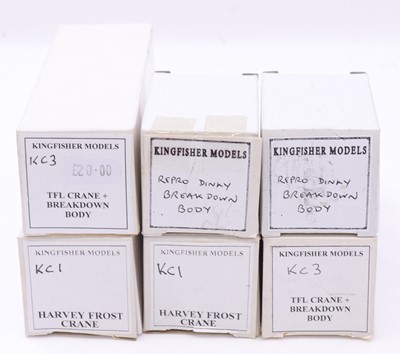 KINGFISHER MODELS
KC3
£20.00
TFL CRANE +
BREAKDOWN
BODY
KINGFISHER MODELS
REPRO DINKY
BREAKDOWN
BODY
KINGFISHER MODELS
REPRO DINKY
BREAKDOWN
BODY
KINGFISHER MODELS
KC1
HARVEY FROST
CRANE
KINGFISHER MODELS
KC1
HARVEY FROST
CRANE
KINGFISHER MODELS
KC3
TFL CRANE +
BREAKDOWN
BODY